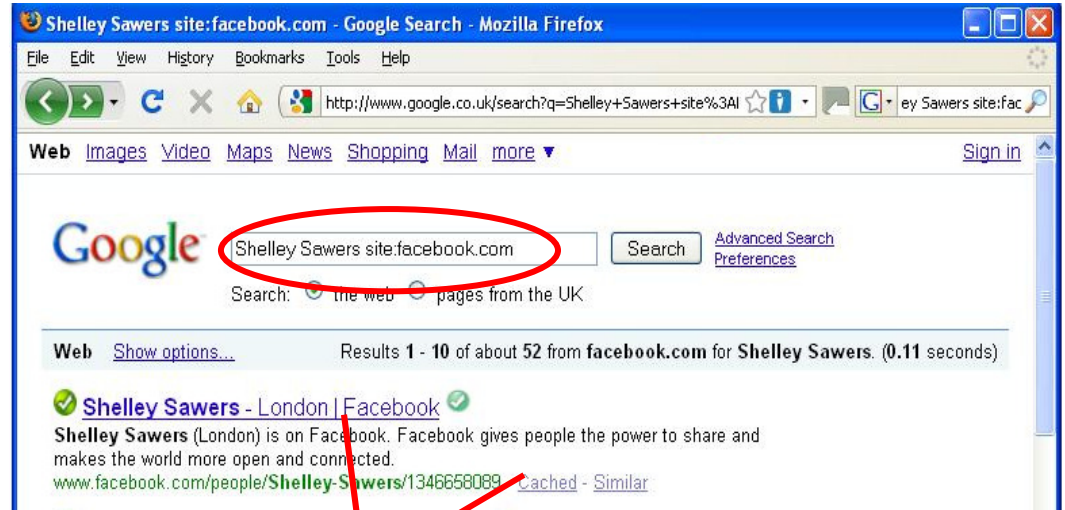 Shelley Sawers site:facebook.com - Google Search - Mozilla Firefox
File Edit View History Bookmarks Tools Help
http://www.google.co.uk/search?q=Shelley+Sawers+site%3Al G ey Sawers site:fac
Web Images Video Maps News Shopping Mail more ▼ Sign in
Google Shelley Sawers site:facebook.com Search Advanced Search
Preferences
Search: the web pages from the UK
Web Show options... Results 1 - 10 of about 52 from facebook.com for Shelley Sawers. (0.11 seconds)
Shelley Sawers - London | Facebook
Shelley Sawers (London) is on Facebook. Facebook gives people the power to share and
makes the world more open and connected.
www.facebook.com/people/Shelley-Sawers/1346658089 - Cached - Similar